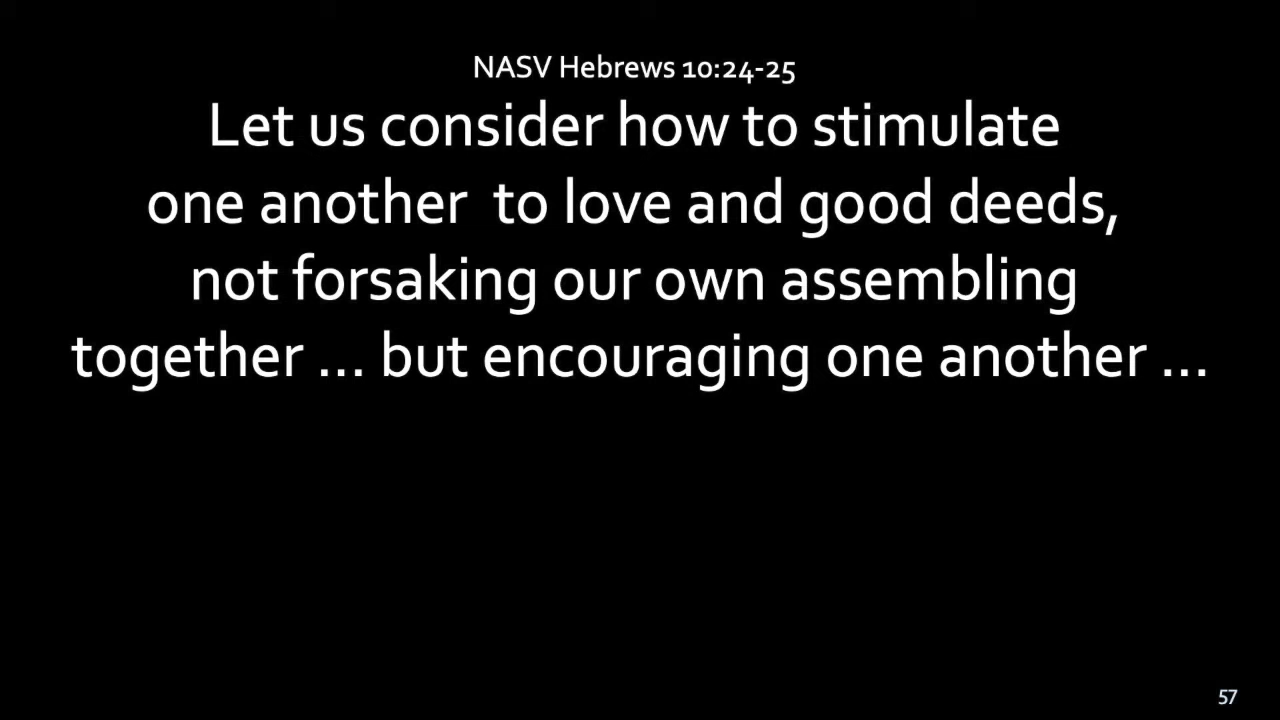 NASV Hebrews 10:24-25
Let us consider how to stimulate
one another  to love and good deeds,
not forsaking our own assembling
together ... but encouraging one another ...
57